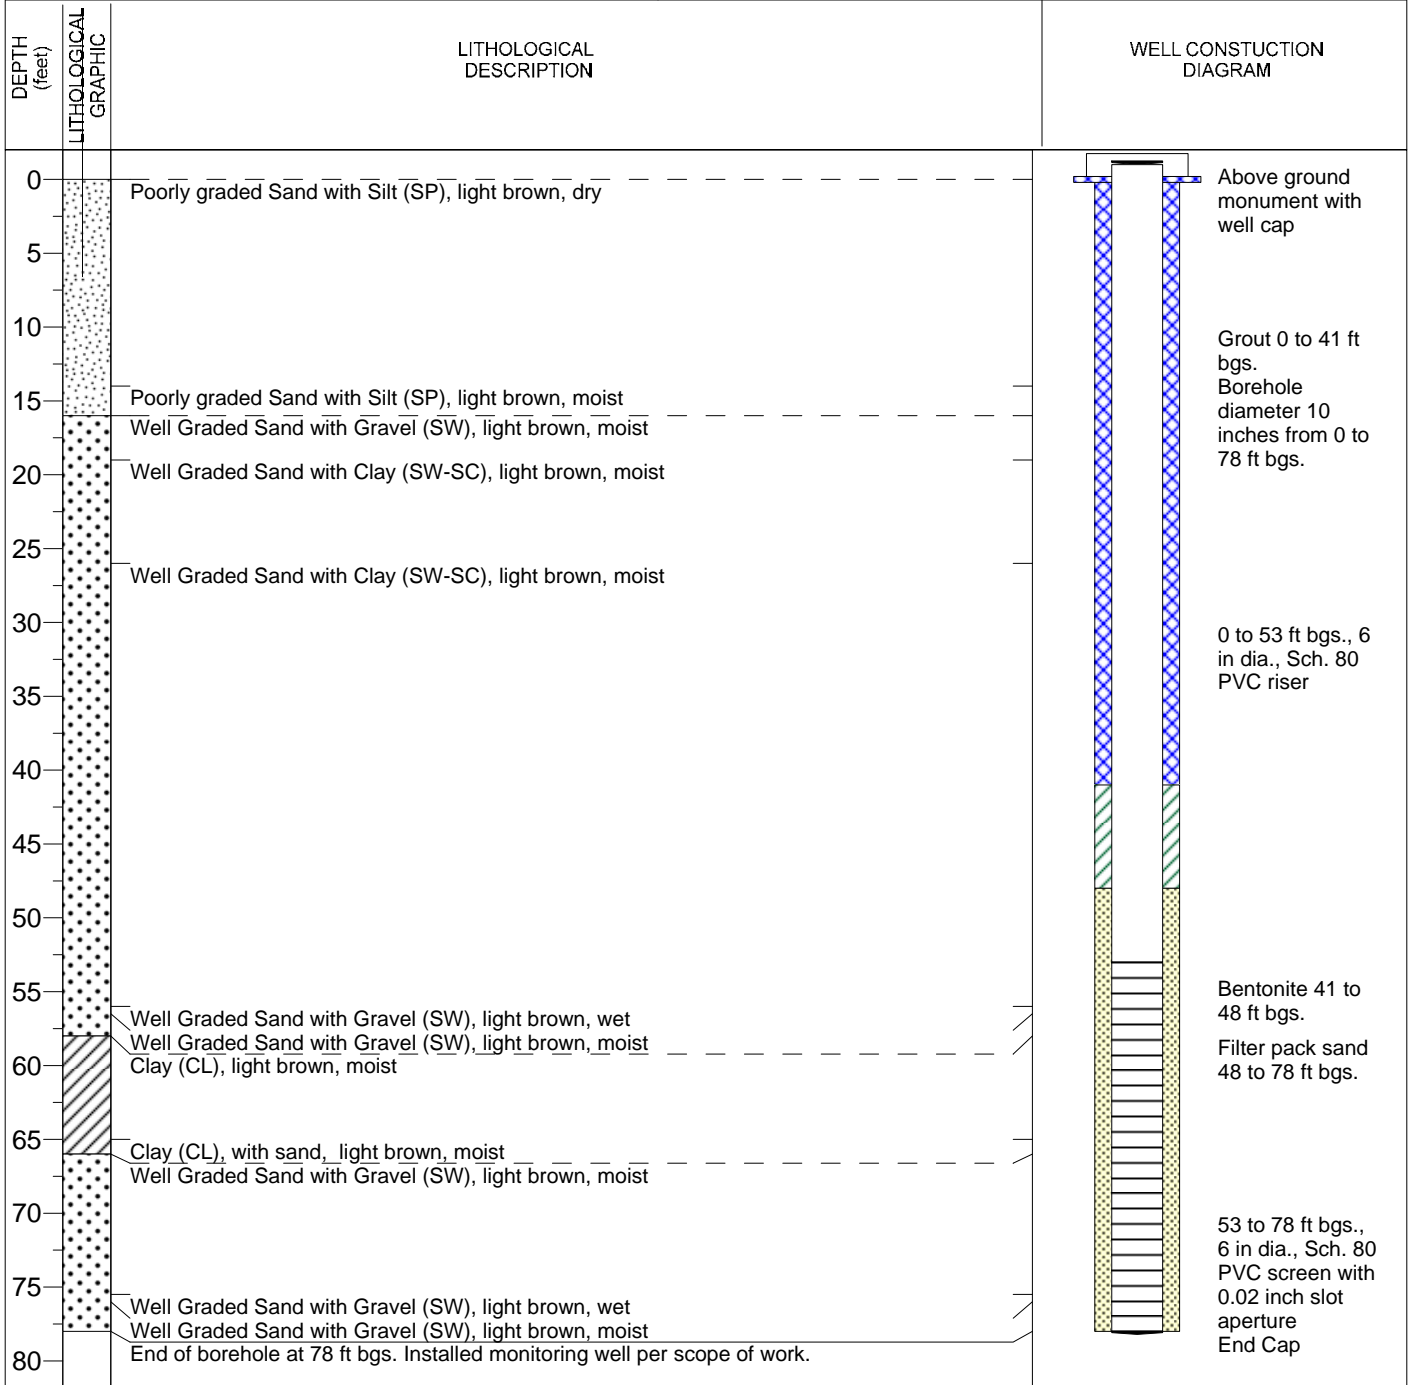 DEPTH
(feet)
LITHOLOGICAL
GRAPHIC
LITHOLOGICAL
DESCRIPTION
WELL CONSTUCTION
DIAGRAM
0
5
10
15
20
25
30
35
40
45
50
55
60
65
70
75
80
Poorly graded Sand with Silt (SP), light brown, dry
Poorly graded Sand with Silt (SP), light brown, moist
Well Graded Sand with Gravel (SW), light brown, moist
Well Graded Sand with Clay (SW-SC), light brown, moist
Well Graded Sand with Clay (SW-SC), light brown, moist
Well Graded Sand with Gravel (SW), light brown, wet
Well Graded Sand with Gravel (SW), light brown, moist
Clay (CL), light brown, moist
Clay (CL), with sand, light brown, moist
Well Graded Sand with Gravel (SW), light brown, moist
Well Graded Sand with Gravel (SW), light brown, wet
Well Graded Sand with Gravel (SW), light brown, moist
End of borehole at 78 ft bgs. Installed monitoring well per scope of work.
Above ground
monument with
well cap
Grout 0 to 41 ft
bgs.
Borehole
diameter 10
inches from 0 to
78 ft bgs.
0 to 53 ft bgs., 6
in dia., Sch. 80
PVC riser
Bentonite 41 to
48 ft bgs.
Filter pack sand
48 to 78 ft bgs.
53 to 78 ft bgs.,
6 in dia., Sch. 80
PVC screen with
0.02 inch slot
aperture
End Cap